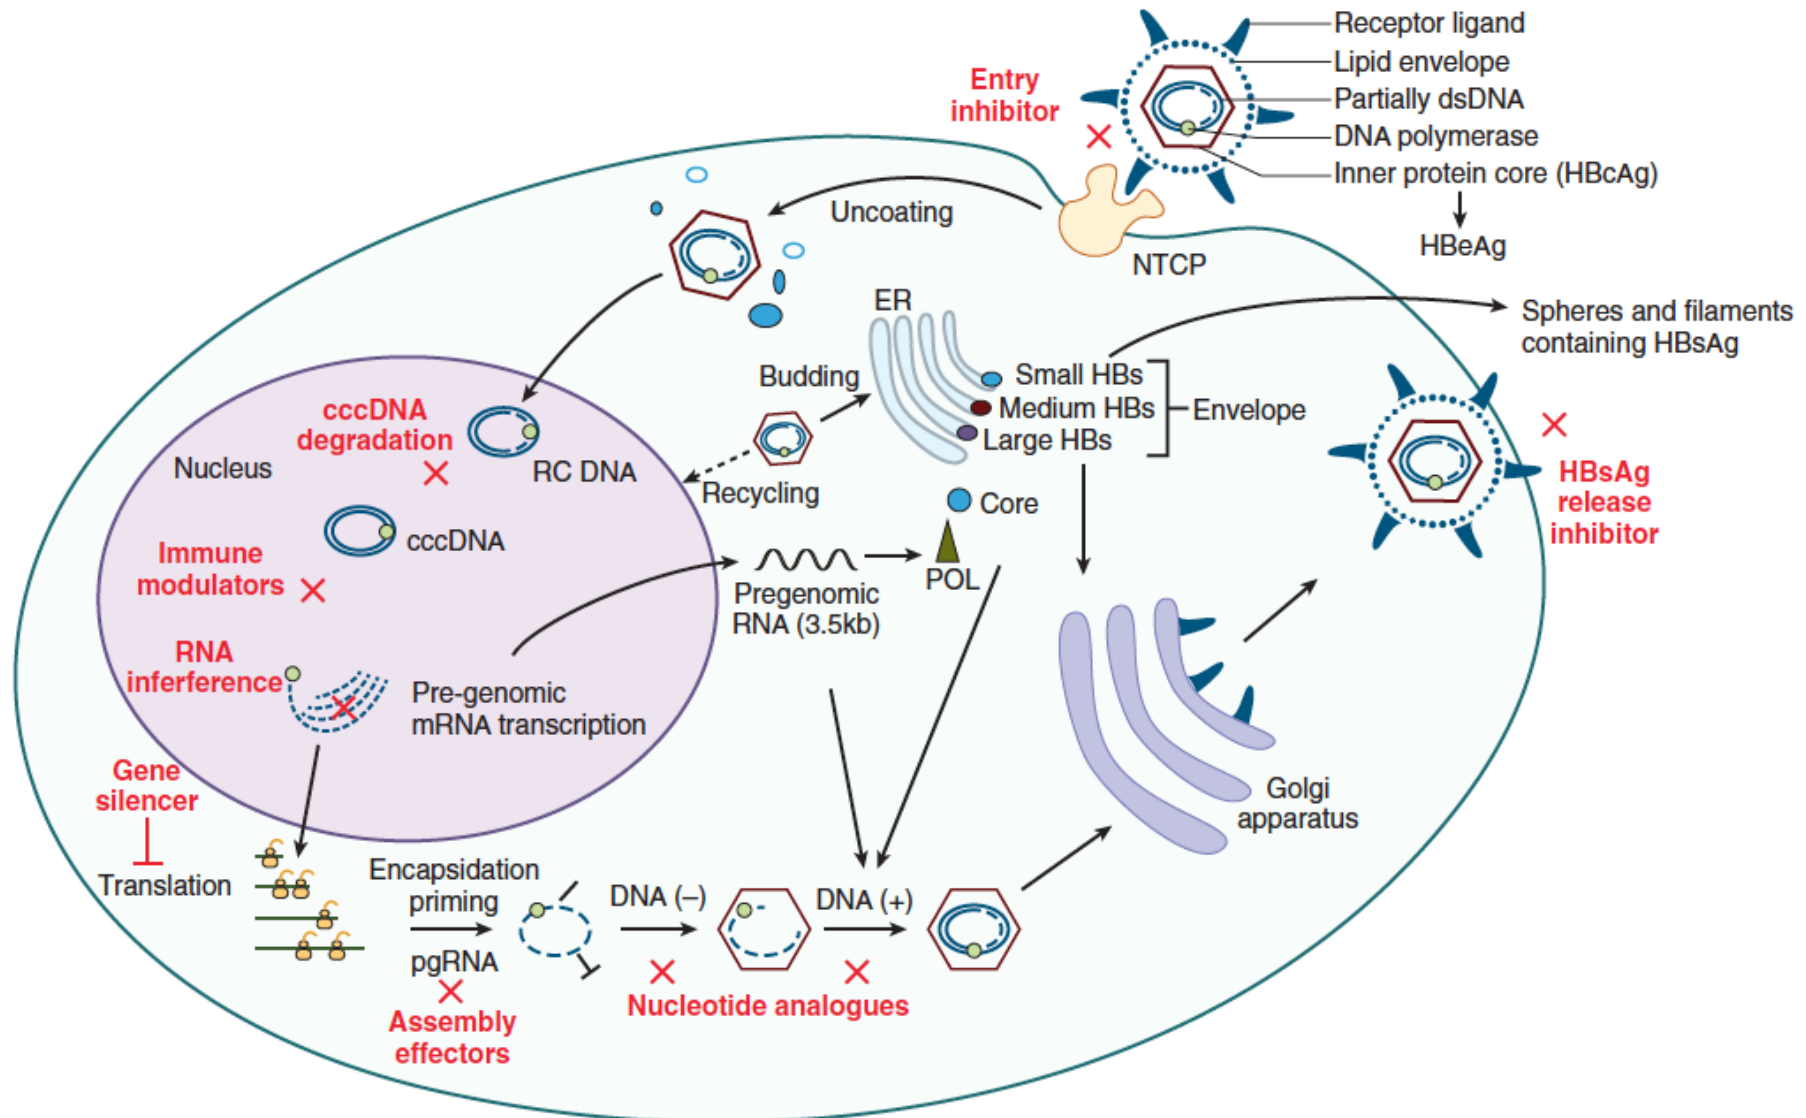 Receptor ligand
Lipid envelope
Partially dsDNA
DNA polymerase
Inner protein core (HBcAg)
HBeAg
Entry
inhibitor
Uncoating
NTCP
ER
Spheres and filaments
containing HBsAg
Budding
Small HBs
Medium HBs
Large HBs
Envelope
cccDNA
degradation
Nucleus
RC DNA
Recycling
Core
HBsAg
release
inhibitor
cccDNA
Immune
modulators
POL
Pregenomic
RNA (3.5kb)
RNA
inferference
Pre-genomic
mRNA transcription
Gene
silencer
Golgi
apparatus
Translation
Encapsidation
priming
pgRNA
DNA (–)
DNA (+)
Assembly
effectors
Nucleotide analogues